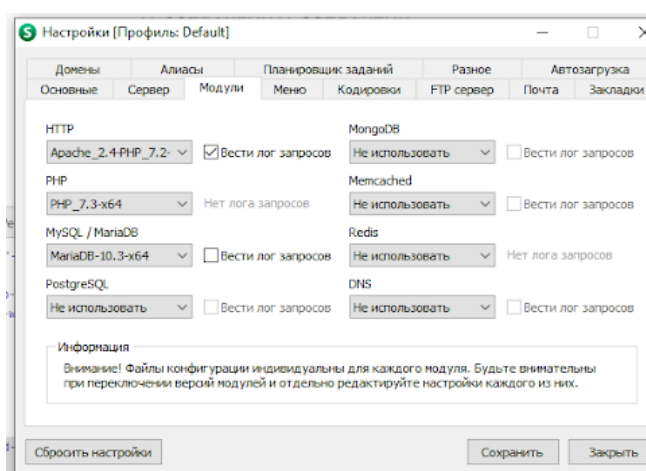 Настройки [Профиль: Default]
Домены Алиасы Планировщик заданий Разное Автозагрузка
Основные Сервер Модули Меню Кодировки FTP сервер Почта Закладки
HTTP MongoDB
Apache_2.4-PHP_7.2- Вести лог запросов Не использовать Вести лог запросов
PHP Memcached
PHP_7.3-x64 Нет лога запросов Не использовать Вести лог запросов
MySQL / MariaDB Redis
MariaDB-10.3-x64 Вести лог запросов Не использовать Нет лога запросов
PostgreSQL DNS
Не использовать Вести лог запросов Не использовать Вести лог запросов
Информация
Внимание! Файлы конфигурации индивидуальны для каждого модуля. Будьте внимательны
при переключении версий модулей и отдельно редактируйте настройки каждого из них.
Сбросить настройки Сохранить Закрыть